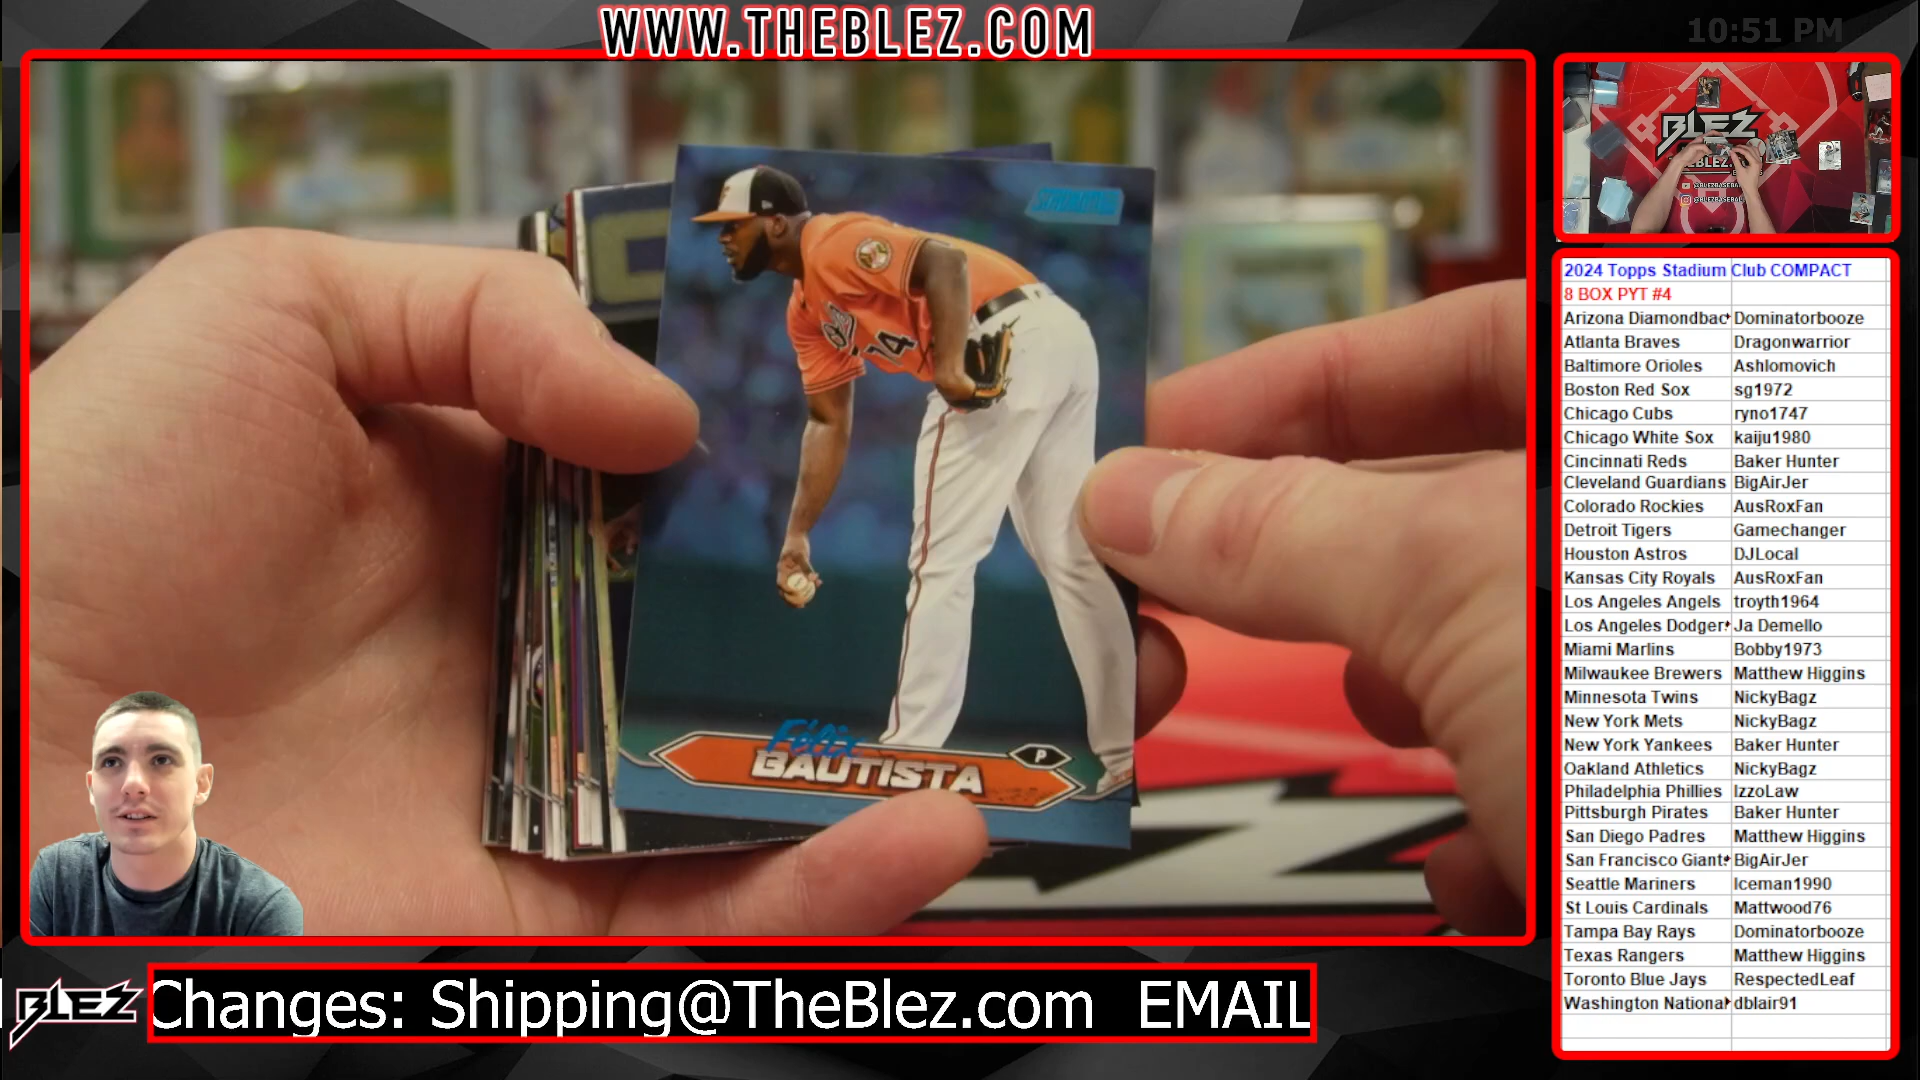 WWW.THEBLEZ.COM
10:51 PM
BLEZ
STADIUM CLUB
14
Félix
BAUTISTA
P
2024 Topps Stadium Club COMPACT
8 BOX PYT #4
Arizona Diamondbac Dominatorbooze
Atlanta Braves Dragonwarrior
Baltimore Orioles Ashlomovich
Boston Red Sox sg1972
Chicago Cubs ryno1747
Chicago White Sox kaiju1980
Cincinnati Reds Baker Hunter
Cleveland Guardians BigAirJer
Colorado Rockies AusRoxFan
Detroit Tigers Gamechanger
Houston Astros DJLocal
Kansas City Royals AusRoxFan
Los Angeles Angels troyth1964
Los Angeles Dodger Ja Demello
Miami Marlins Bobby1973
Milwaukee Brewers Matthew Higgins
Minnesota Twins NickyBagz
New York Mets NickyBagz
New York Yankees Baker Hunter
Oakland Athletics NickyBagz
Philadelphia Phillies IzzoLaw
Pittsburgh Pirates Baker Hunter
San Diego Padres Matthew Higgins
San Francisco Giant BigAirJer
Seattle Mariners Iceman1990
St Louis Cardinals Mattwood76
Tampa Bay Rays Dominatorbooze
Texas Rangers Matthew Higgins
Toronto Blue Jays RespectedLeaf
Washington Nationa dblair91
BLEZ
Changes: Shipping@TheBlez.com EMAIL